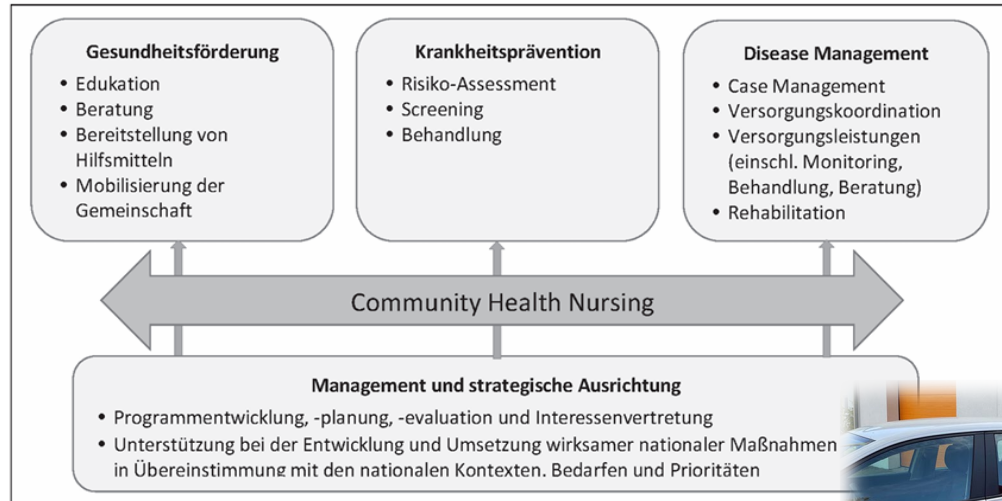 Gesundheitsförderung
• Edukation
• Beratung
• Bereitstellung von
Hilfsmitteln
• Mobilisierung der
Gemeinschaft
Krankheitsprävention
• Risiko-Assessment
• Screening
• Behandlung
Disease Management
• Case Management
• Versorgungskoordination
• Versorgungsleistungen
(einschl. Monitoring,
Behandlung, Beratung)
• Rehabilitation
Community Health Nursing
Management und strategische Ausrichtung
• Programmentwicklung, -planung, -evaluation und Interessenvertretung
• Unterstützung bei der Entwicklung und Umsetzung wirksamer nationaler Maßnahmen
in Übereinstimmung mit den nationalen Kontexten. Bedarfen und Prioritäten